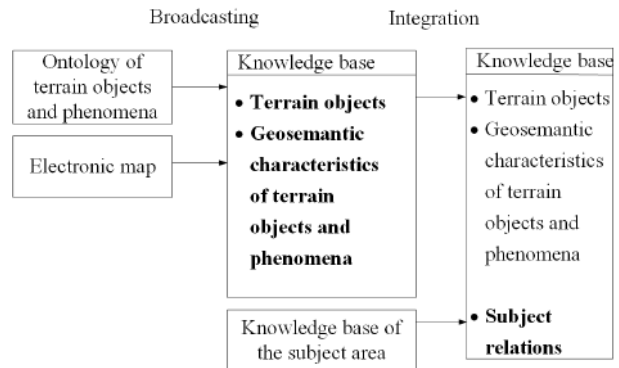 Broadcasting
Integration
Ontology of
terrain objects
and phenomena
Electronic map
Knowledge base
• Terrain objects
• Geosemantic
characteristics
of terrain
objects and
phenomena
Knowledge base of
the subject area
Knowledge base
• Terrain objects
• Geosemantic
characteristics
of terrain
objects and
phenomena
• Subject
relations